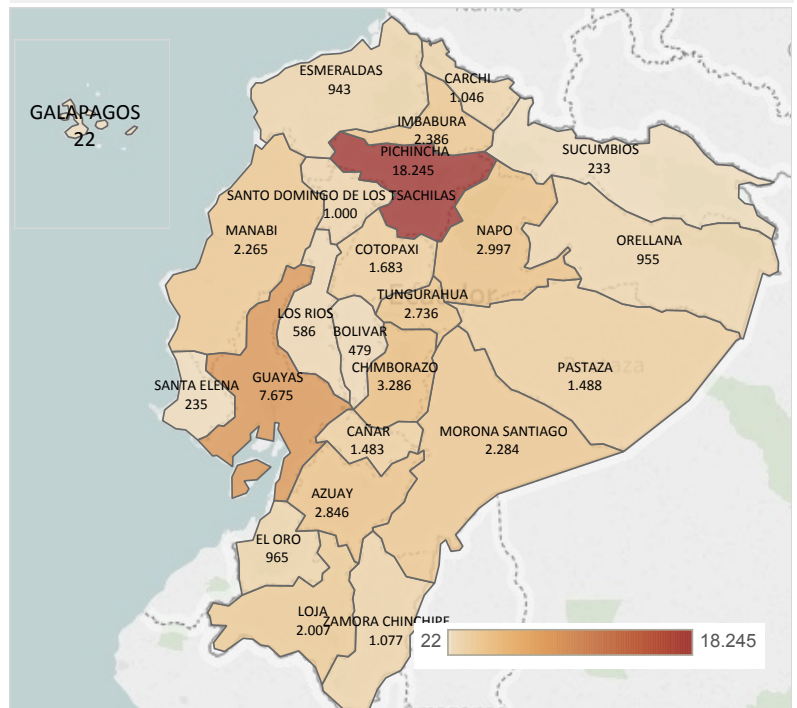 ESMERALDAS
943
CARCHI
1.046
GALAPAGOS
22
IMBABURA
2.386
PICHINCHA
18.245
SUCUMBIOS
233
SANTO DOMINGO DE LOS TSACHILAS
1.000
MANABI
2.265
NAPO
2.997
ORELLANA
955
COTOPAXI
1.683
TUNGURAHUA
2.736
LOS RIOS
586
BOLIVAR
479
CHIMBORAZO
3.286
PASTAZA
1.488
SANTA ELENA
235
GUAYAS
7.675
CAÑAR
1.483
MORONA SANTIAGO
2.284
AZUAY
2.846
EL ORO
965
LOJA
2.007
ZAMORA CHINCHIPE
1.077
22
18.245